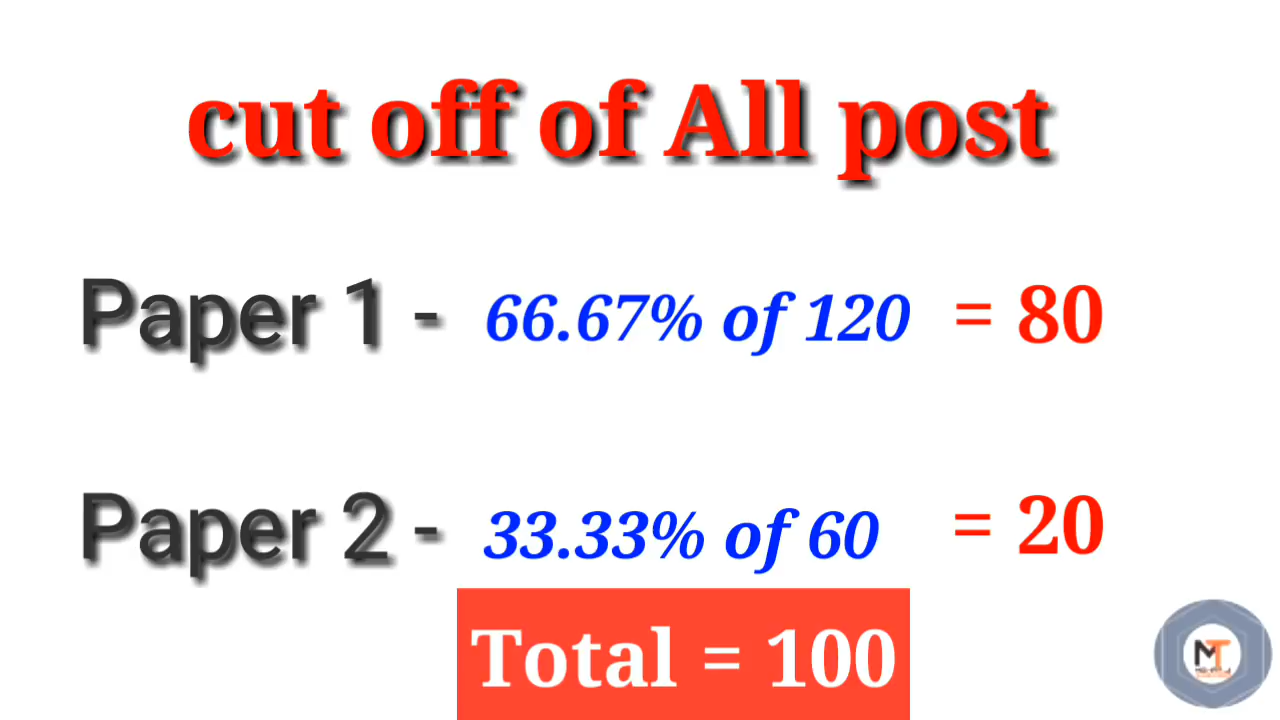 cut off of All post
Paper 1 - 66.67% of 120 = 80
Paper 2 - 33.33% of 60 = 20
Total = 100
MT